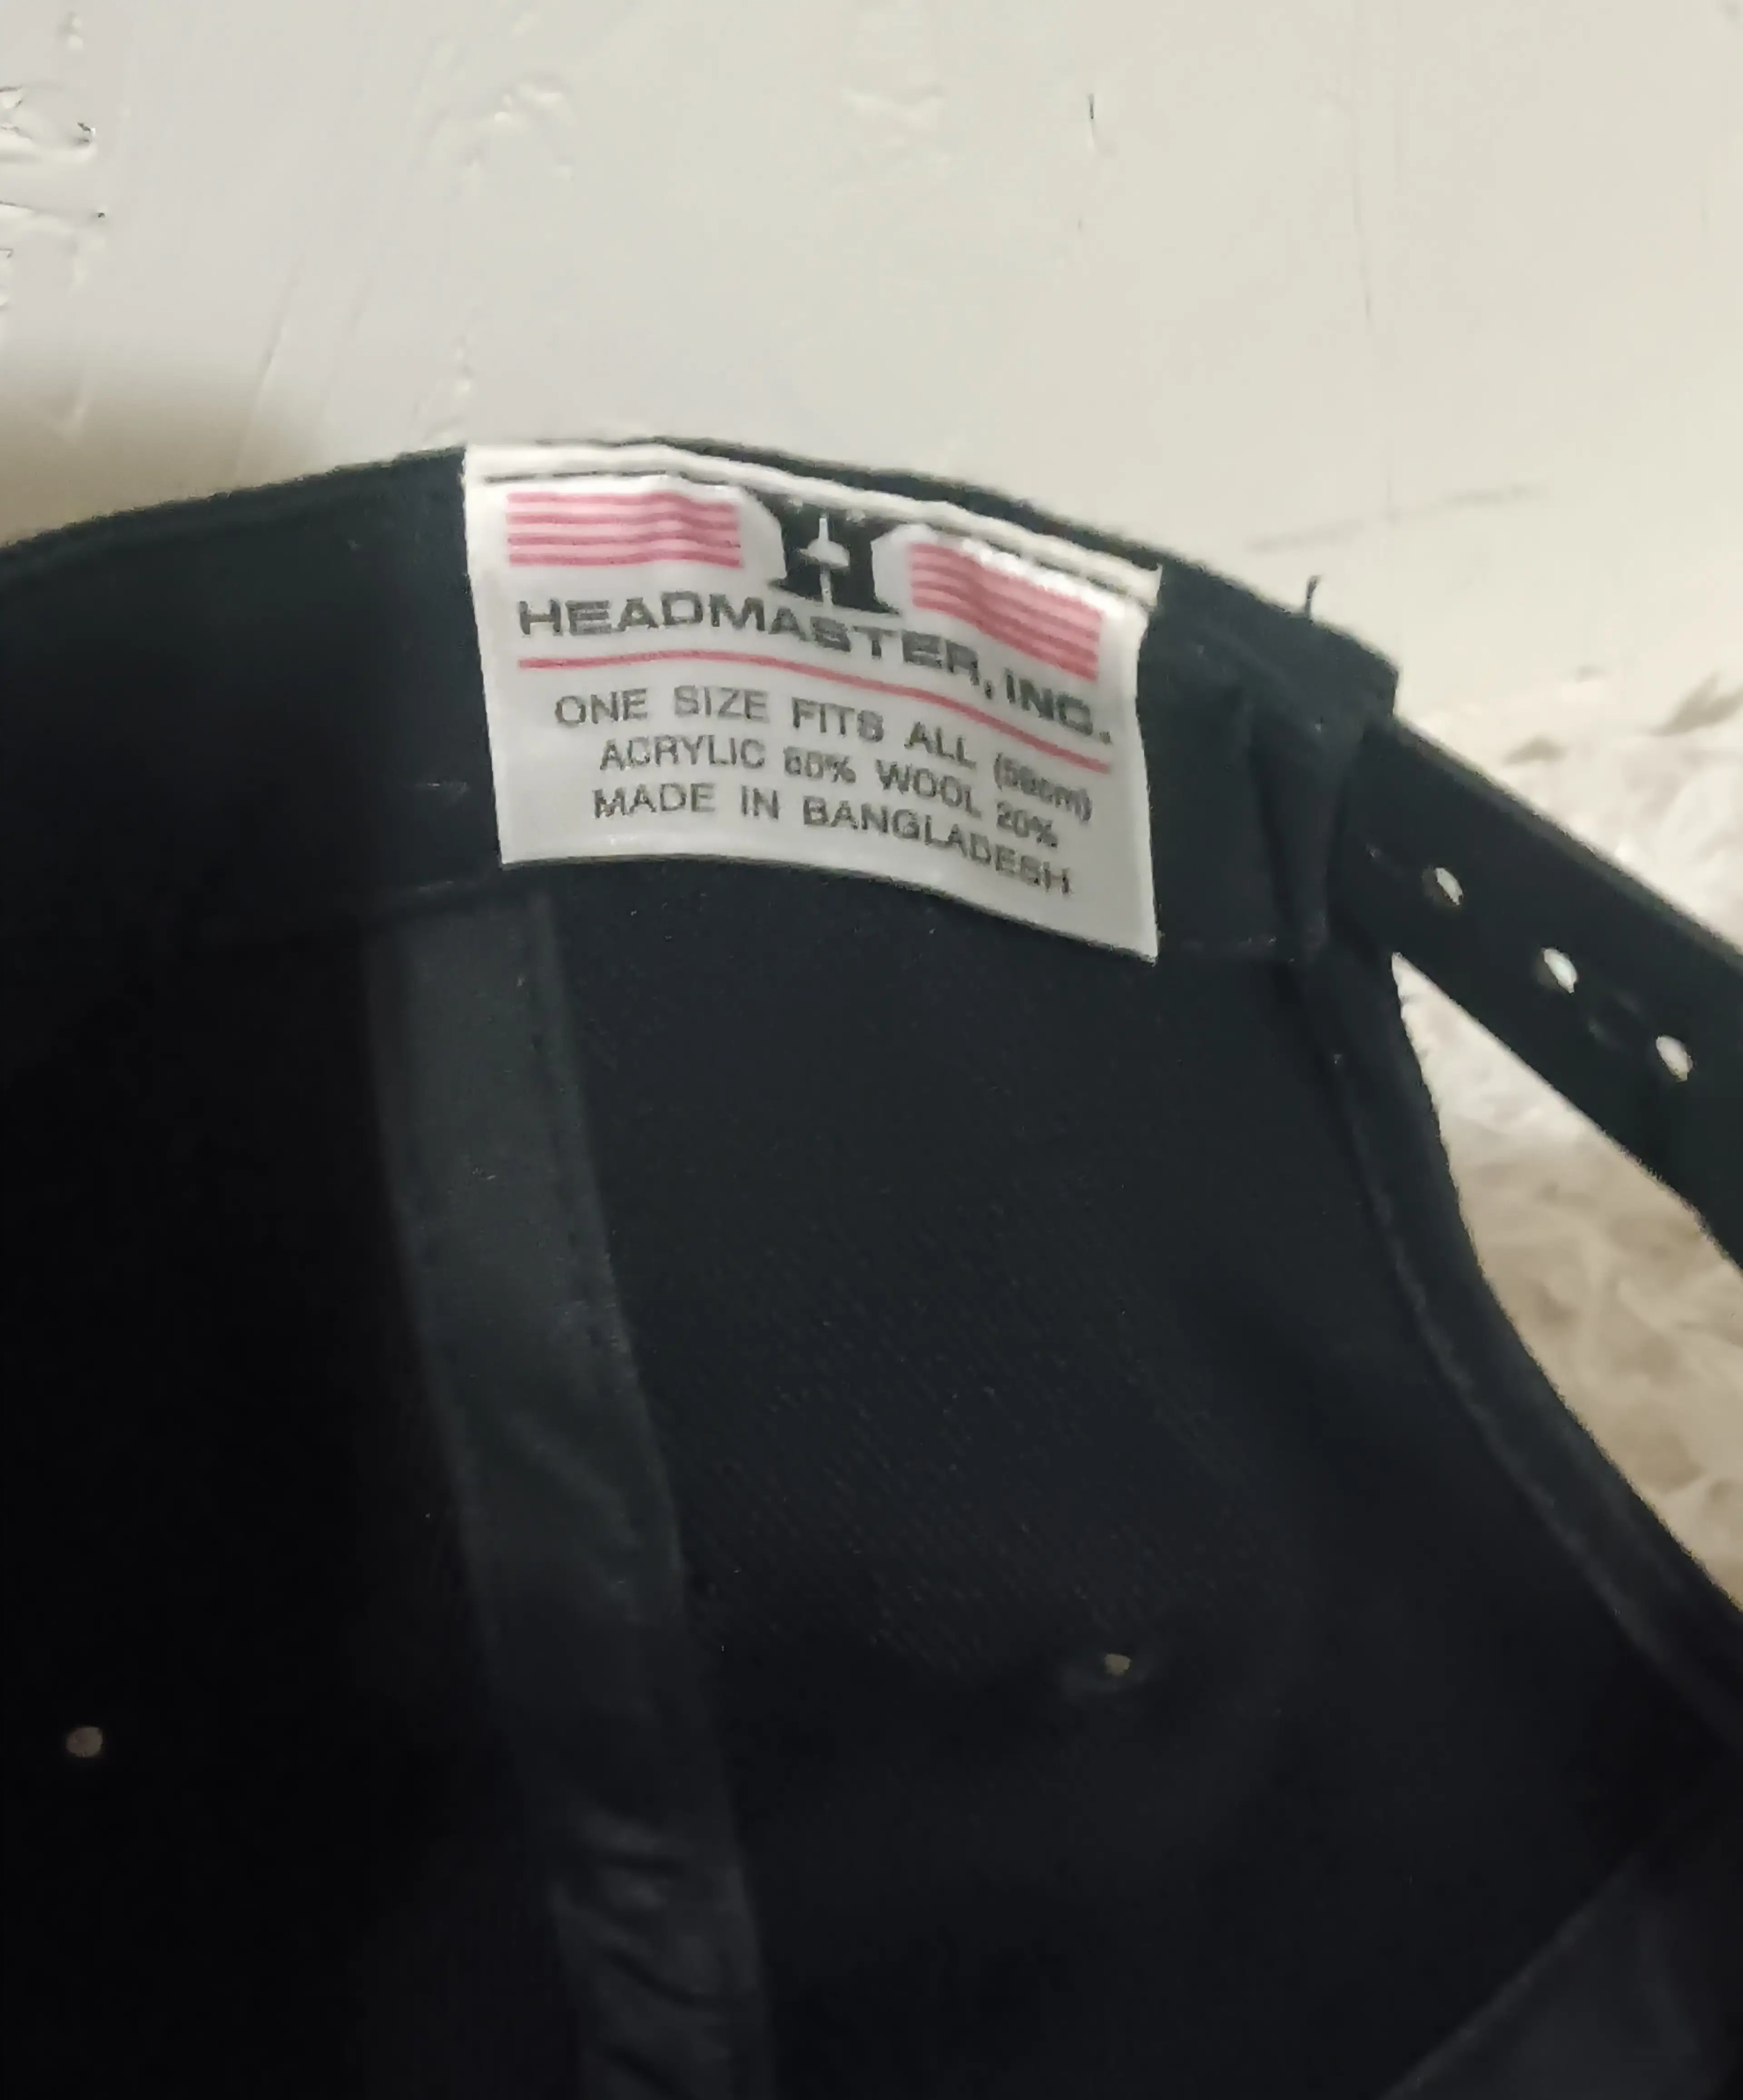 H
HEADMASTER, INC.
ONE SIZE FITS ALL
ACRYLIC 80% WOOL 20%
MADE IN BANGLADESH